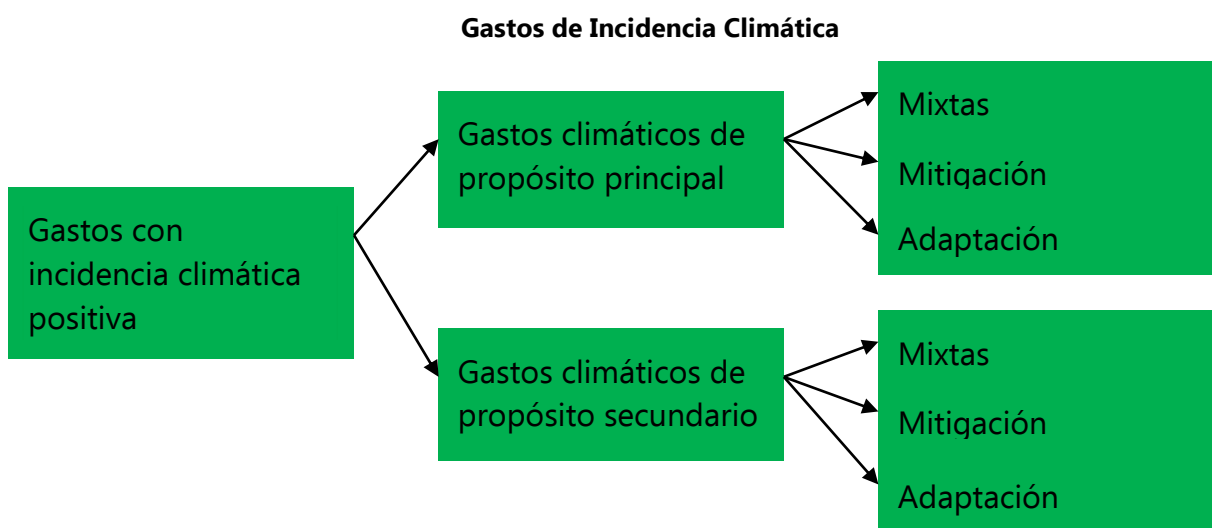 Gastos de Incidencia Climática
Gastos con
incidencia climática
positiva
Gastos climáticos de
propósito principal
Mixtas
Mitigación
Adaptación
Gastos climáticos de
propósito secundario
Mixtas
Mitigación
Adaptación